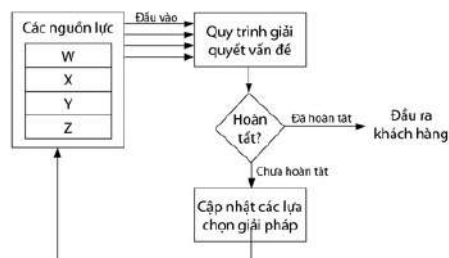 Các nguồn lực
W
X
Y
Z
Đầu vào
Quy trình giải
quyết vấn đề
Hoàn
tất?
Đã hoàn tất
Đầu ra
khách hàng
Chưa hoàn tất
Cập nhật các lựa
chọn giải pháp